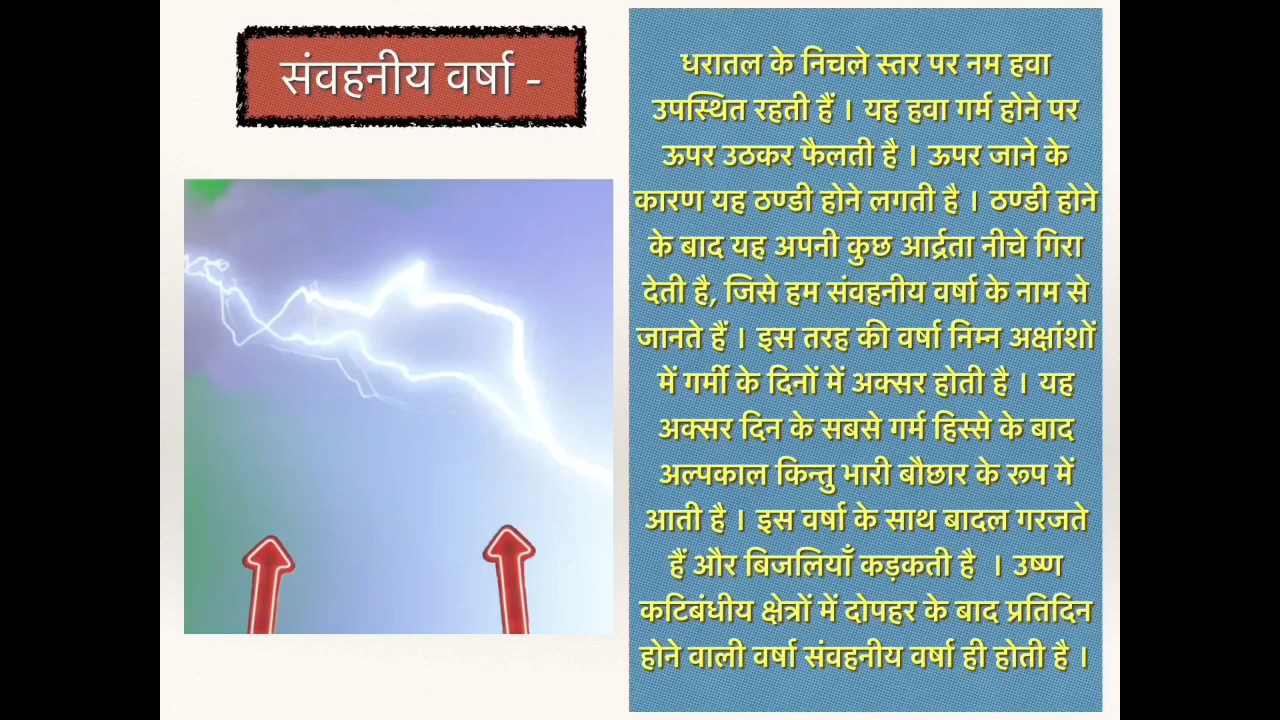 संवहनीय वर्षा -
धरातल के निचले स्तर पर नम हवा
उपस्थित रहती हैं । यह हवा गर्म होने पर
ऊपर उठकर फैलती है । ऊपर जाने के
कारण यह ठण्डी होने लगती है । ठण्डी होने
के बाद यह अपनी कुछ आर्द्रता नीचे गिरा
देती है, जिसे हम संवहनीय वर्षा के नाम से
जानते हैं । इस तरह की वर्षा निम्न अक्षांशों
में गर्मी के दिनों में अक्सर होती है । यह
अक्सर दिन के सबसे गर्म हिस्से के बाद
अल्पकाल किन्तु भारी बौछार के रूप में
आती है । इस वर्षा के साथ बादल गरजते
हैं और बिजलियाँ कड़कती है । उष्ण
कटिबंधीय क्षेत्रों में दोपहर के बाद प्रतिदिन
होने वाली वर्षा संवहनीय वर्षा ही होती है ।